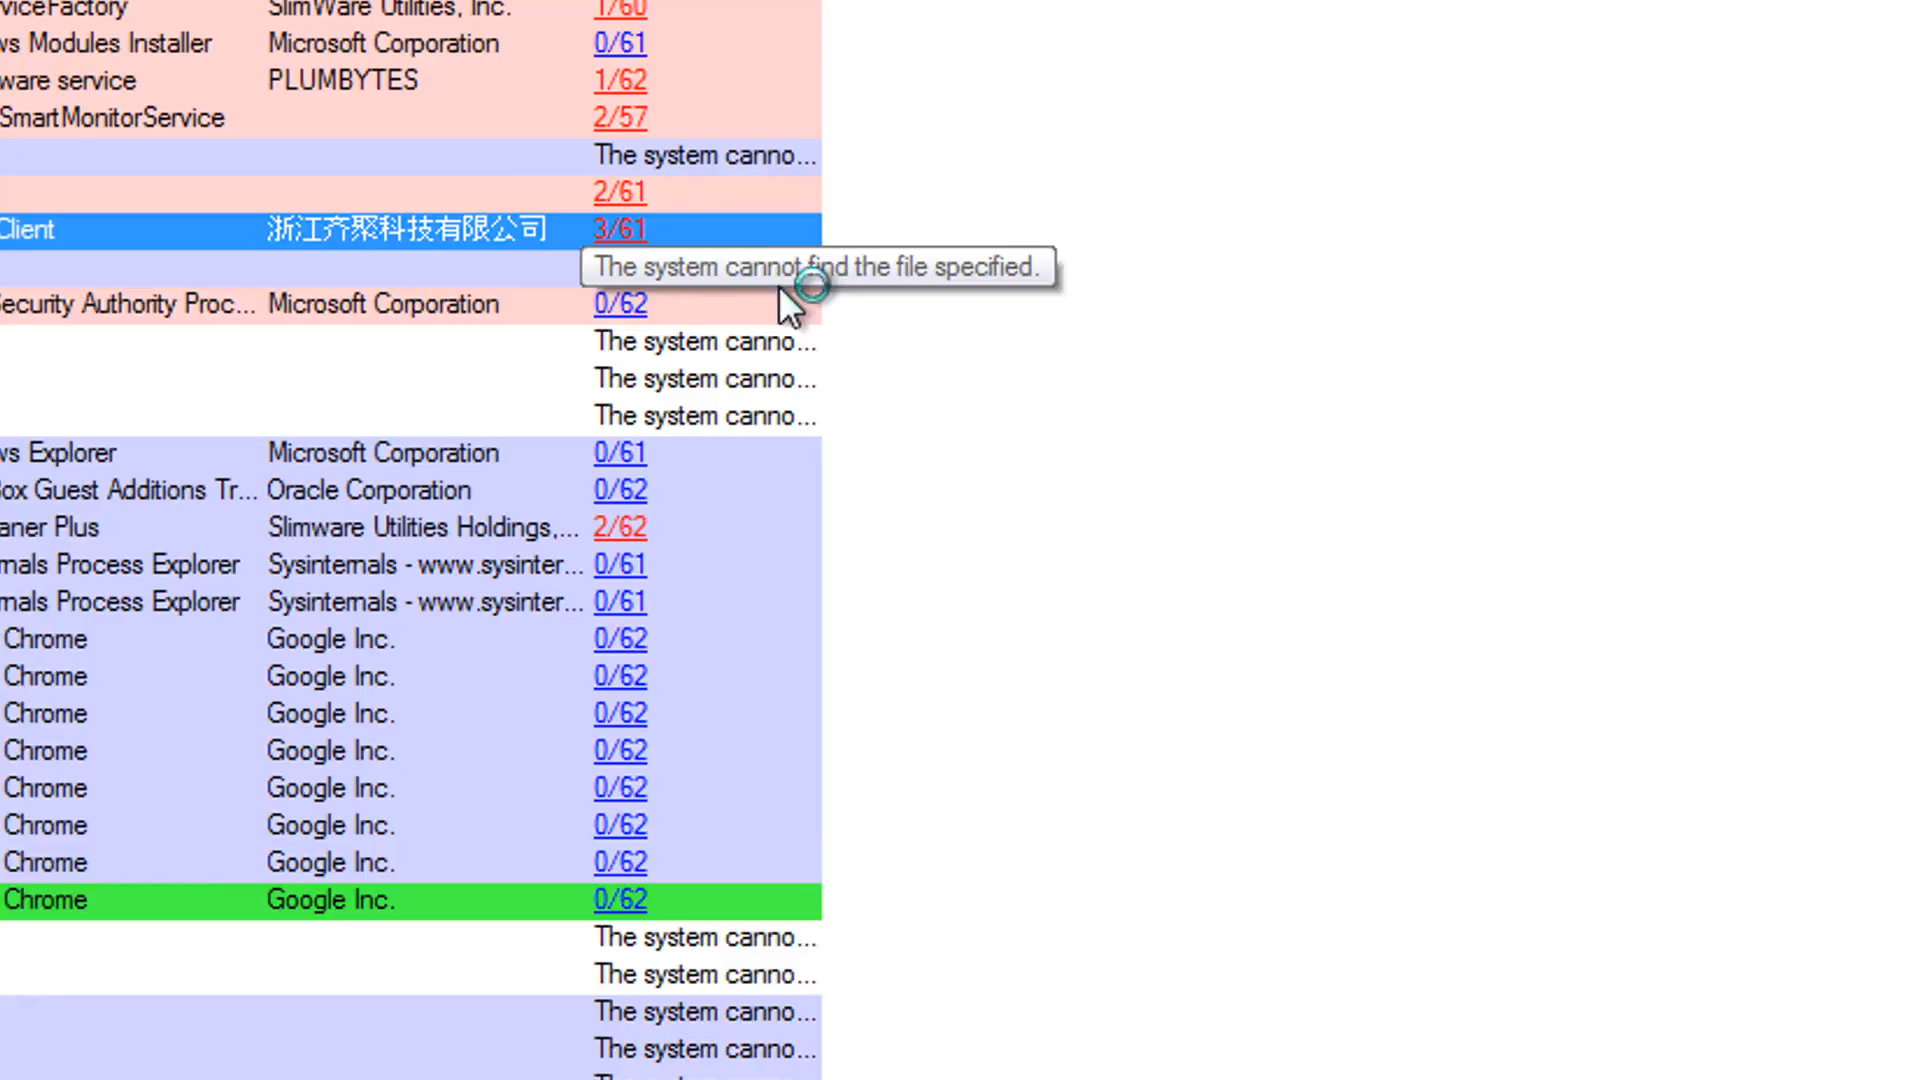 viceFactory SlimWare Utilities, Inc. 1/60
ws Modules Installer Microsoft Corporation 0/61
ware service PLUMBYTES 1/62
SmartMonitorService 2/57
The system canno...
2/61
Client 浙江齐聚科技有限公司 3/61
The system cannot find the file specified.
Security Authority Proc... Microsoft Corporation 0/62
The system canno...
The system canno...
The system canno...
ws Explorer Microsoft Corporation 0/61
Box Guest Additions Tr... Oracle Corporation 0/62
aner Plus Slimware Utilities Holdings,... 2/62
rnals Process Explorer Sysinternals - www.sysinter... 0/61
rnals Process Explorer Sysinternals - www.sysinter... 0/61
Chrome Google Inc. 0/62
Chrome Google Inc. 0/62
Chrome Google Inc. 0/62
Chrome Google Inc. 0/62
Chrome Google Inc. 0/62
Chrome Google Inc. 0/62
Chrome Google Inc. 0/62
Chrome Google Inc. 0/62
The system canno...
The system canno...
The system canno...
The system canno...